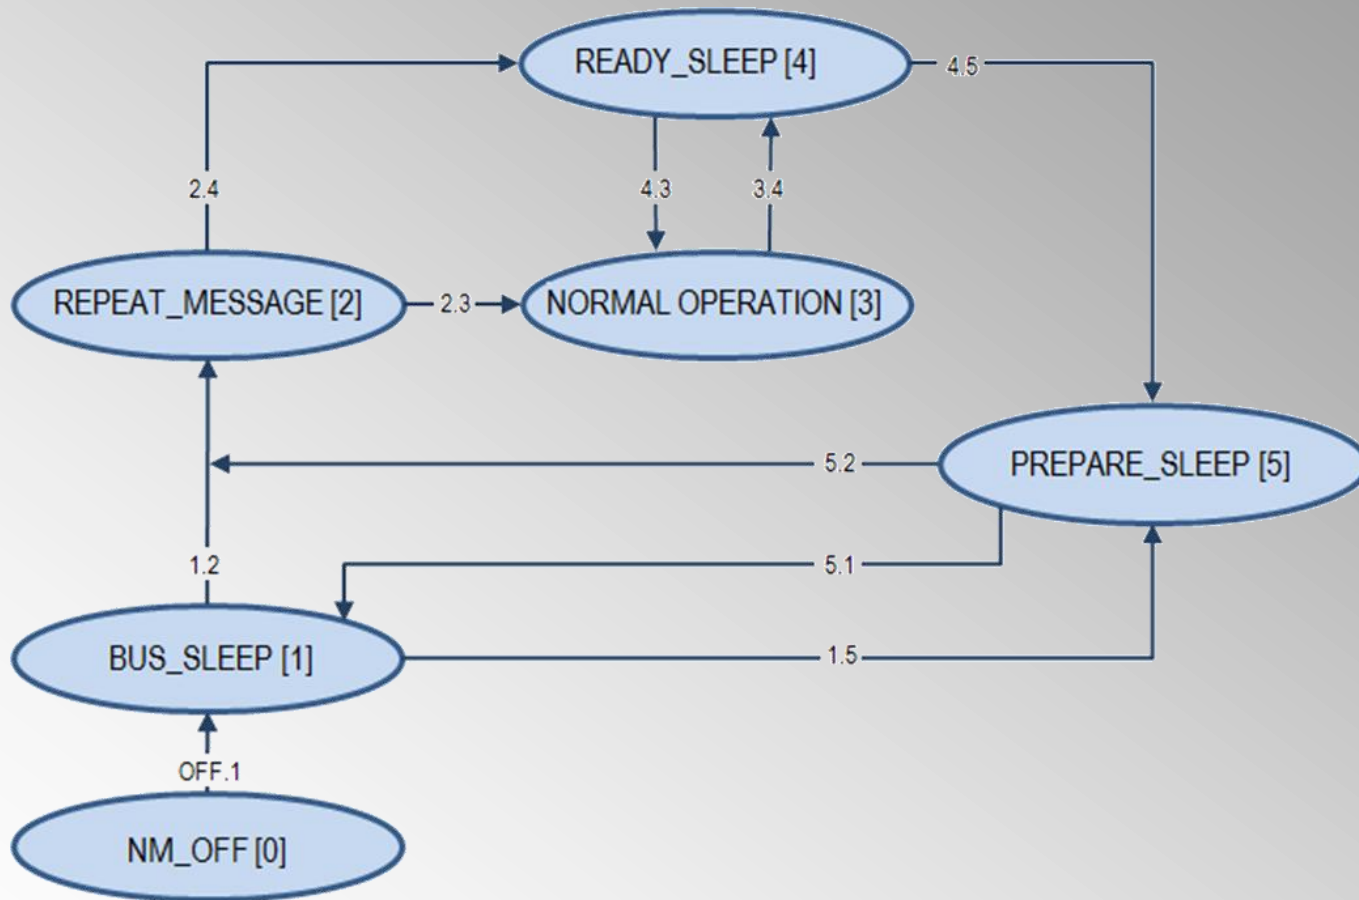 READY_SLEEP [4]
4.5
2.4
4.3
3.4
REPEAT_MESSAGE [2]
2.3
NORMAL OPERATION [3]
5.2
PREPARE_SLEEP [5]
1.2
5.1
BUS_SLEEP [1]
1.5
OFF.1
NM_OFF [0]